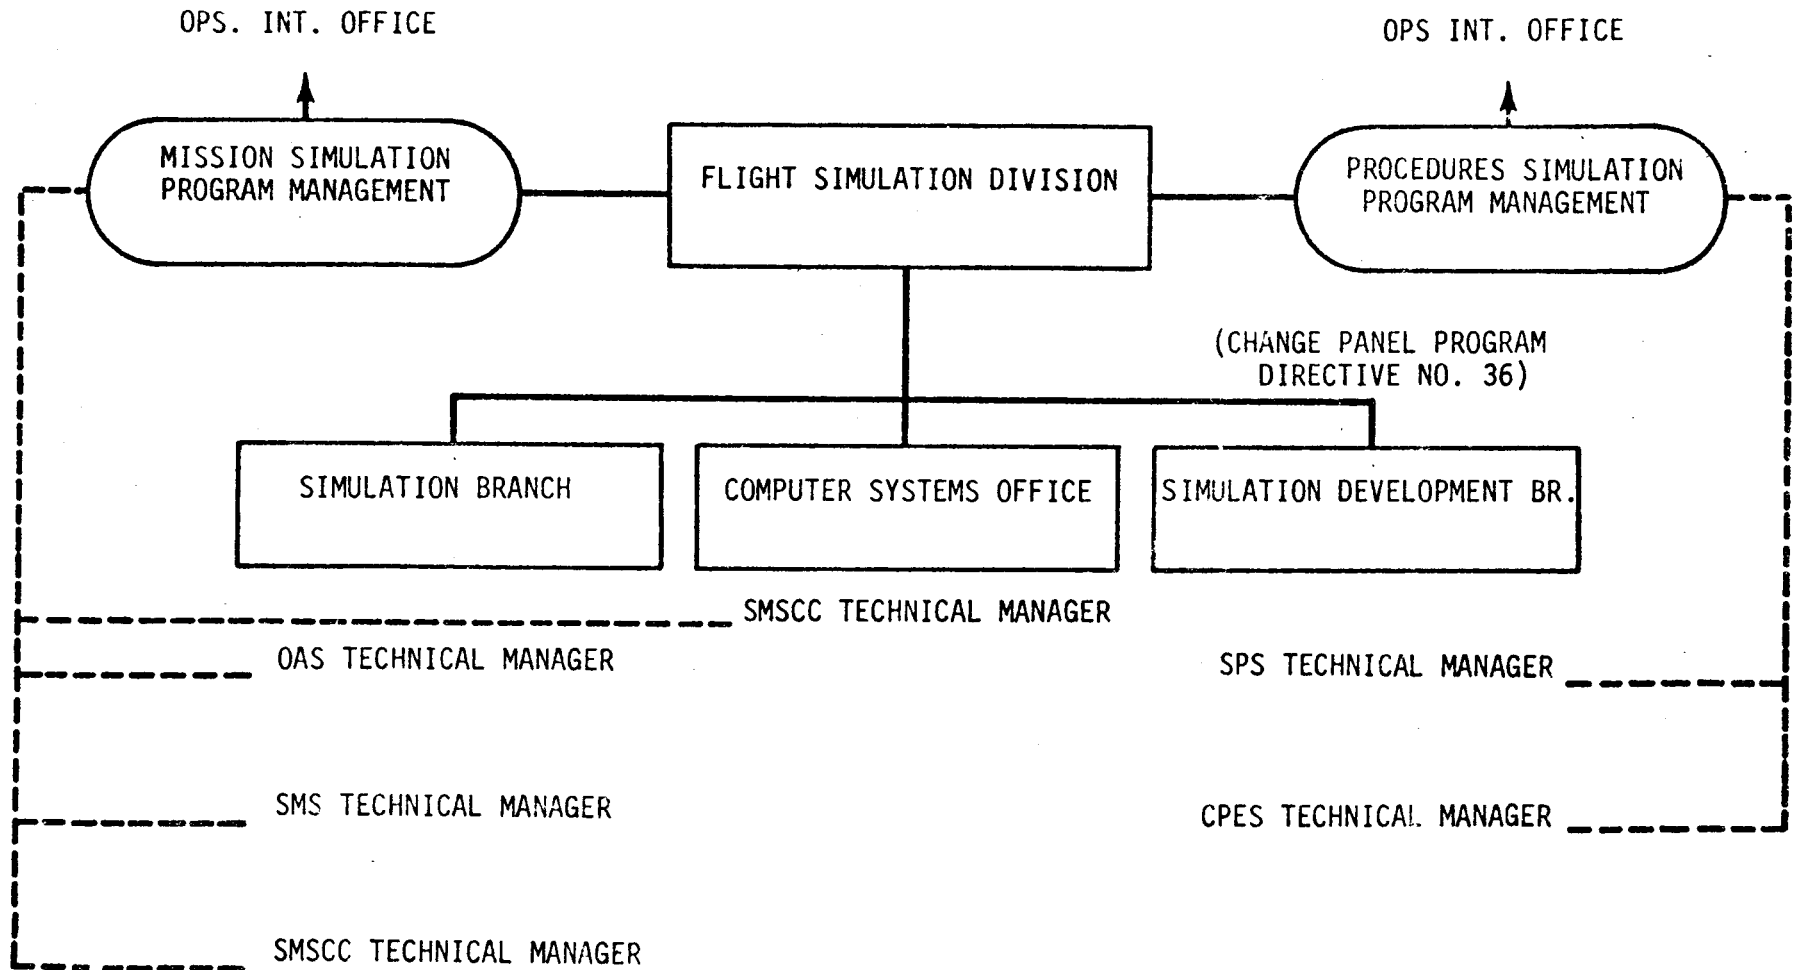 OPS. INT. OFFICE
OPS INT. OFFICE
MISSION SIMULATION
PROGRAM MANAGEMENT
FLIGHT SIMULATION DIVISION
PROCEDURES SIMULATION
PROGRAM MANAGEMENT
(CHANGE PANEL PROGRAM
DIRECTIVE NO. 36)
SIMULATION BRANCH
COMPUTER SYSTEMS OFFICE
SIMULATION DEVELOPMENT BR.
SMSCC TECHNICAL MANAGER
OAS TECHNICAL MANAGER
SPS TECHNICAL MANAGER
SMS TECHNICAL MANAGER
CPES TECHNICAL MANAGER
SMSCC TECHNICAL MANAGER